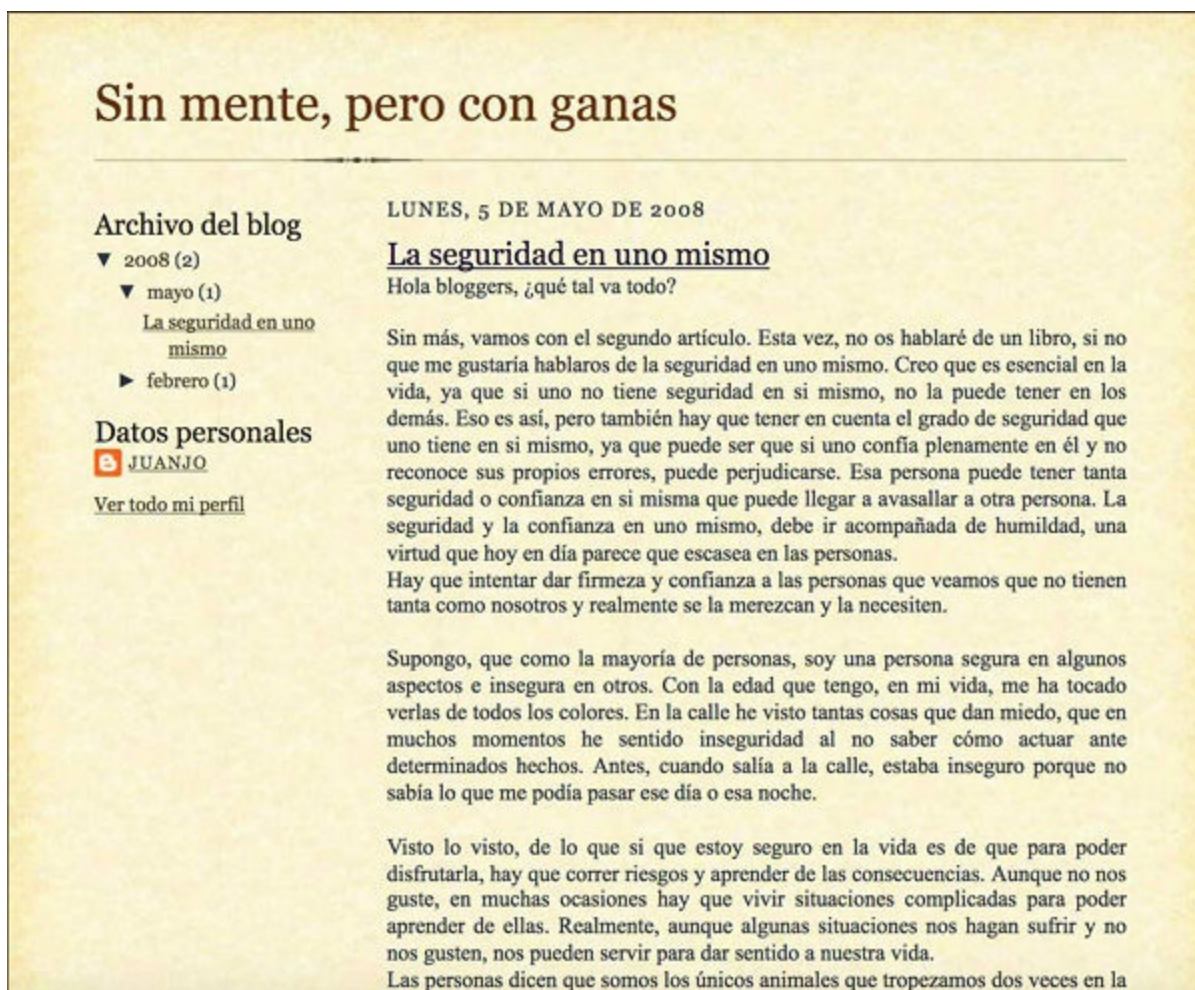 Sin mente, pero con ganas
Archivo del blog
▼ 2008 (2)
▼ mayo (1)
La seguridad en uno
mismo
► febrero (1)
Datos personales
JUANJO
Ver todo mi perfil
LUNES, 5 DE MAYO DE 2008
La seguridad en uno mismo
Hola bloggers, ¿qué tal va todo?
Sin más, vamos con el segundo artículo. Esta vez, no os hablaré de un libro, si no
que me gustaría hablaros de la seguridad en uno mismo. Creo que es esencial en la
vida, ya que si uno no tiene seguridad en si mismo, no la puede tener en los
demás. Eso es así, pero también hay que tener en cuenta el grado de seguridad que
uno tiene en si mismo, ya que puede ser que si uno confía plenamente en él y no
reconoce sus propios errores, puede perjudicarse. Esa persona puede tener tanta
seguridad o confianza en si misma que puede llegar a avasallar a otra persona. La
seguridad y la confianza en uno mismo, debe ir acompañada de humildad, una
virtud que hoy en día parece que escasea en las personas.
Hay que intentar dar firmeza y confianza a las personas que veamos que no tienen
tanta como nosotros y realmente se la merezcan y la necesiten.
Supongo, que como la mayoría de personas, soy una persona segura en algunos
aspectos e insegura en otros. Con la edad que tengo, en mi vida, me ha tocado
verlas de todos los colores. En la calle he visto tantas cosas que dan miedo, que en
muchos momentos he sentido inseguridad al no saber cómo actuar ante
determinados hechos. Antes, cuando salía a la calle, estaba inseguro porque no
sabía lo que me podía pasar ese día o esa noche.
Visto lo visto, de lo que si que estoy seguro en la vida es de que para poder
disfrutarla, hay que correr riesgos y aprender de las consecuencias. Aunque no nos
guste, en muchas ocasiones hay que vivir situaciones complicadas para poder
aprender de ellas. Realmente, aunque algunas situaciones nos hagan sufrir y no
nos gusten, nos pueden servir para dar sentido a nuestra vida.
Las personas dicen que somos los únicos animales que tropezamos dos veces en la